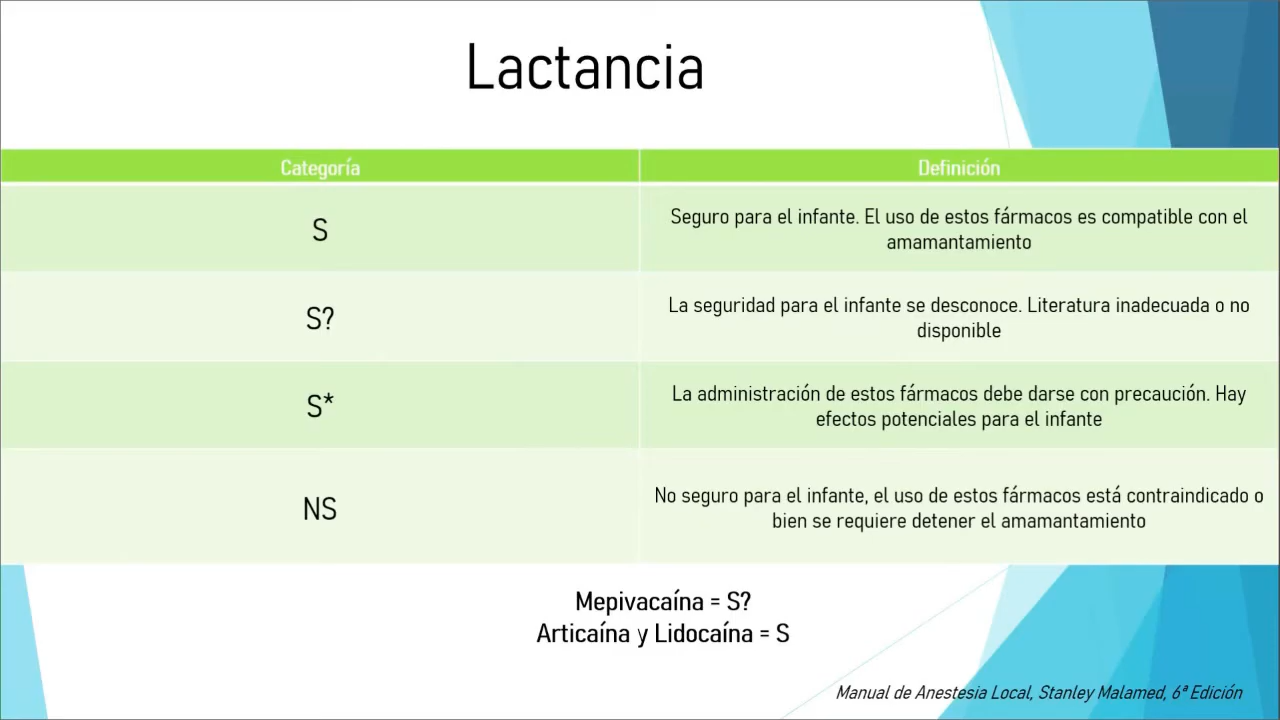 Lactancia
Categoría
Definición
S
Seguro para el infante. El uso de estos fármacos es compatible con el
amamantamiento
S?
La seguridad para el infante se desconoce. Literatura inadecuada o no
disponible
S*
La administración de estos fármacos debe darse con precaución. Hay
efectos potenciales para el infante
NS
No seguro para el infante, el uso de estos fármacos está contraindicado o
bien se requiere detener el amamantamiento
Mepivacaína = S?
Articaína y Lidocaína = S
Manual de Anestesia Local, Stanley Malamed, 6ª Edición